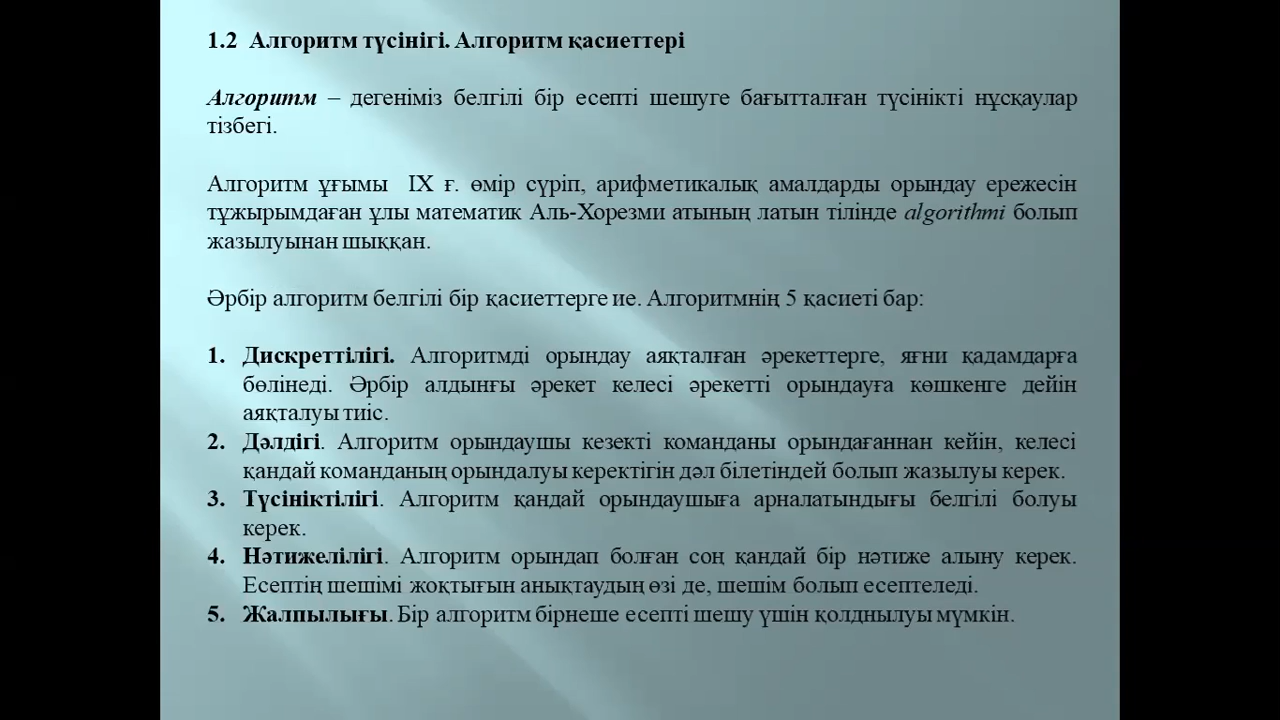 1.2 Алгоритм түсінігі. Алгоритм қасиеттері
Алгоритм – дегеніміз белгілі бір есепті шешуге бағытталған түсінікті нұсқаулар
тізбегі.
Алгоритм ұғымы IX ғ. өмір сүріп, арифметикалық амалдарды орындау ережесін
тұжырымдаған ұлы математик Аль-Хорезми атының латын тілінде algorithmi болып
жазылуынан шыққан.
Әрбір алгоритм белгілі бір қасиеттерге ие. Алгоритмнің 5 қасиеті бар:
1. Дискреттілігі. Алгоритмді орындау аяқталған әрекеттерге, яғни қадамдарға
бөлінеді. Әрбір алдынғы әрекет келесі әрекетті орындауға көшкенге дейін
аяқталуы тиіс.
2. Дәлдігі. Алгоритм орындаушы кезекті команданы орындағаннан кейін, келесі
қандай команданың орындалуы керектігін дәл білетіндей болып жазылуы керек.
3. Түсініктілігі. Алгоритм қандай орындаушыға арналатындығы белгілі болуы
керек.
4. Нәтижелілігі. Алгоритм орындап болған соң қандай бір нәтиже алыну керек.
Есептің шешімі жоқтығын анықтаудың өзі де, шешім болып есептеледі.
5. Жалпылығы. Бір алгоритм бірнеше есепті шешу үшін қолднылуы мүмкін.